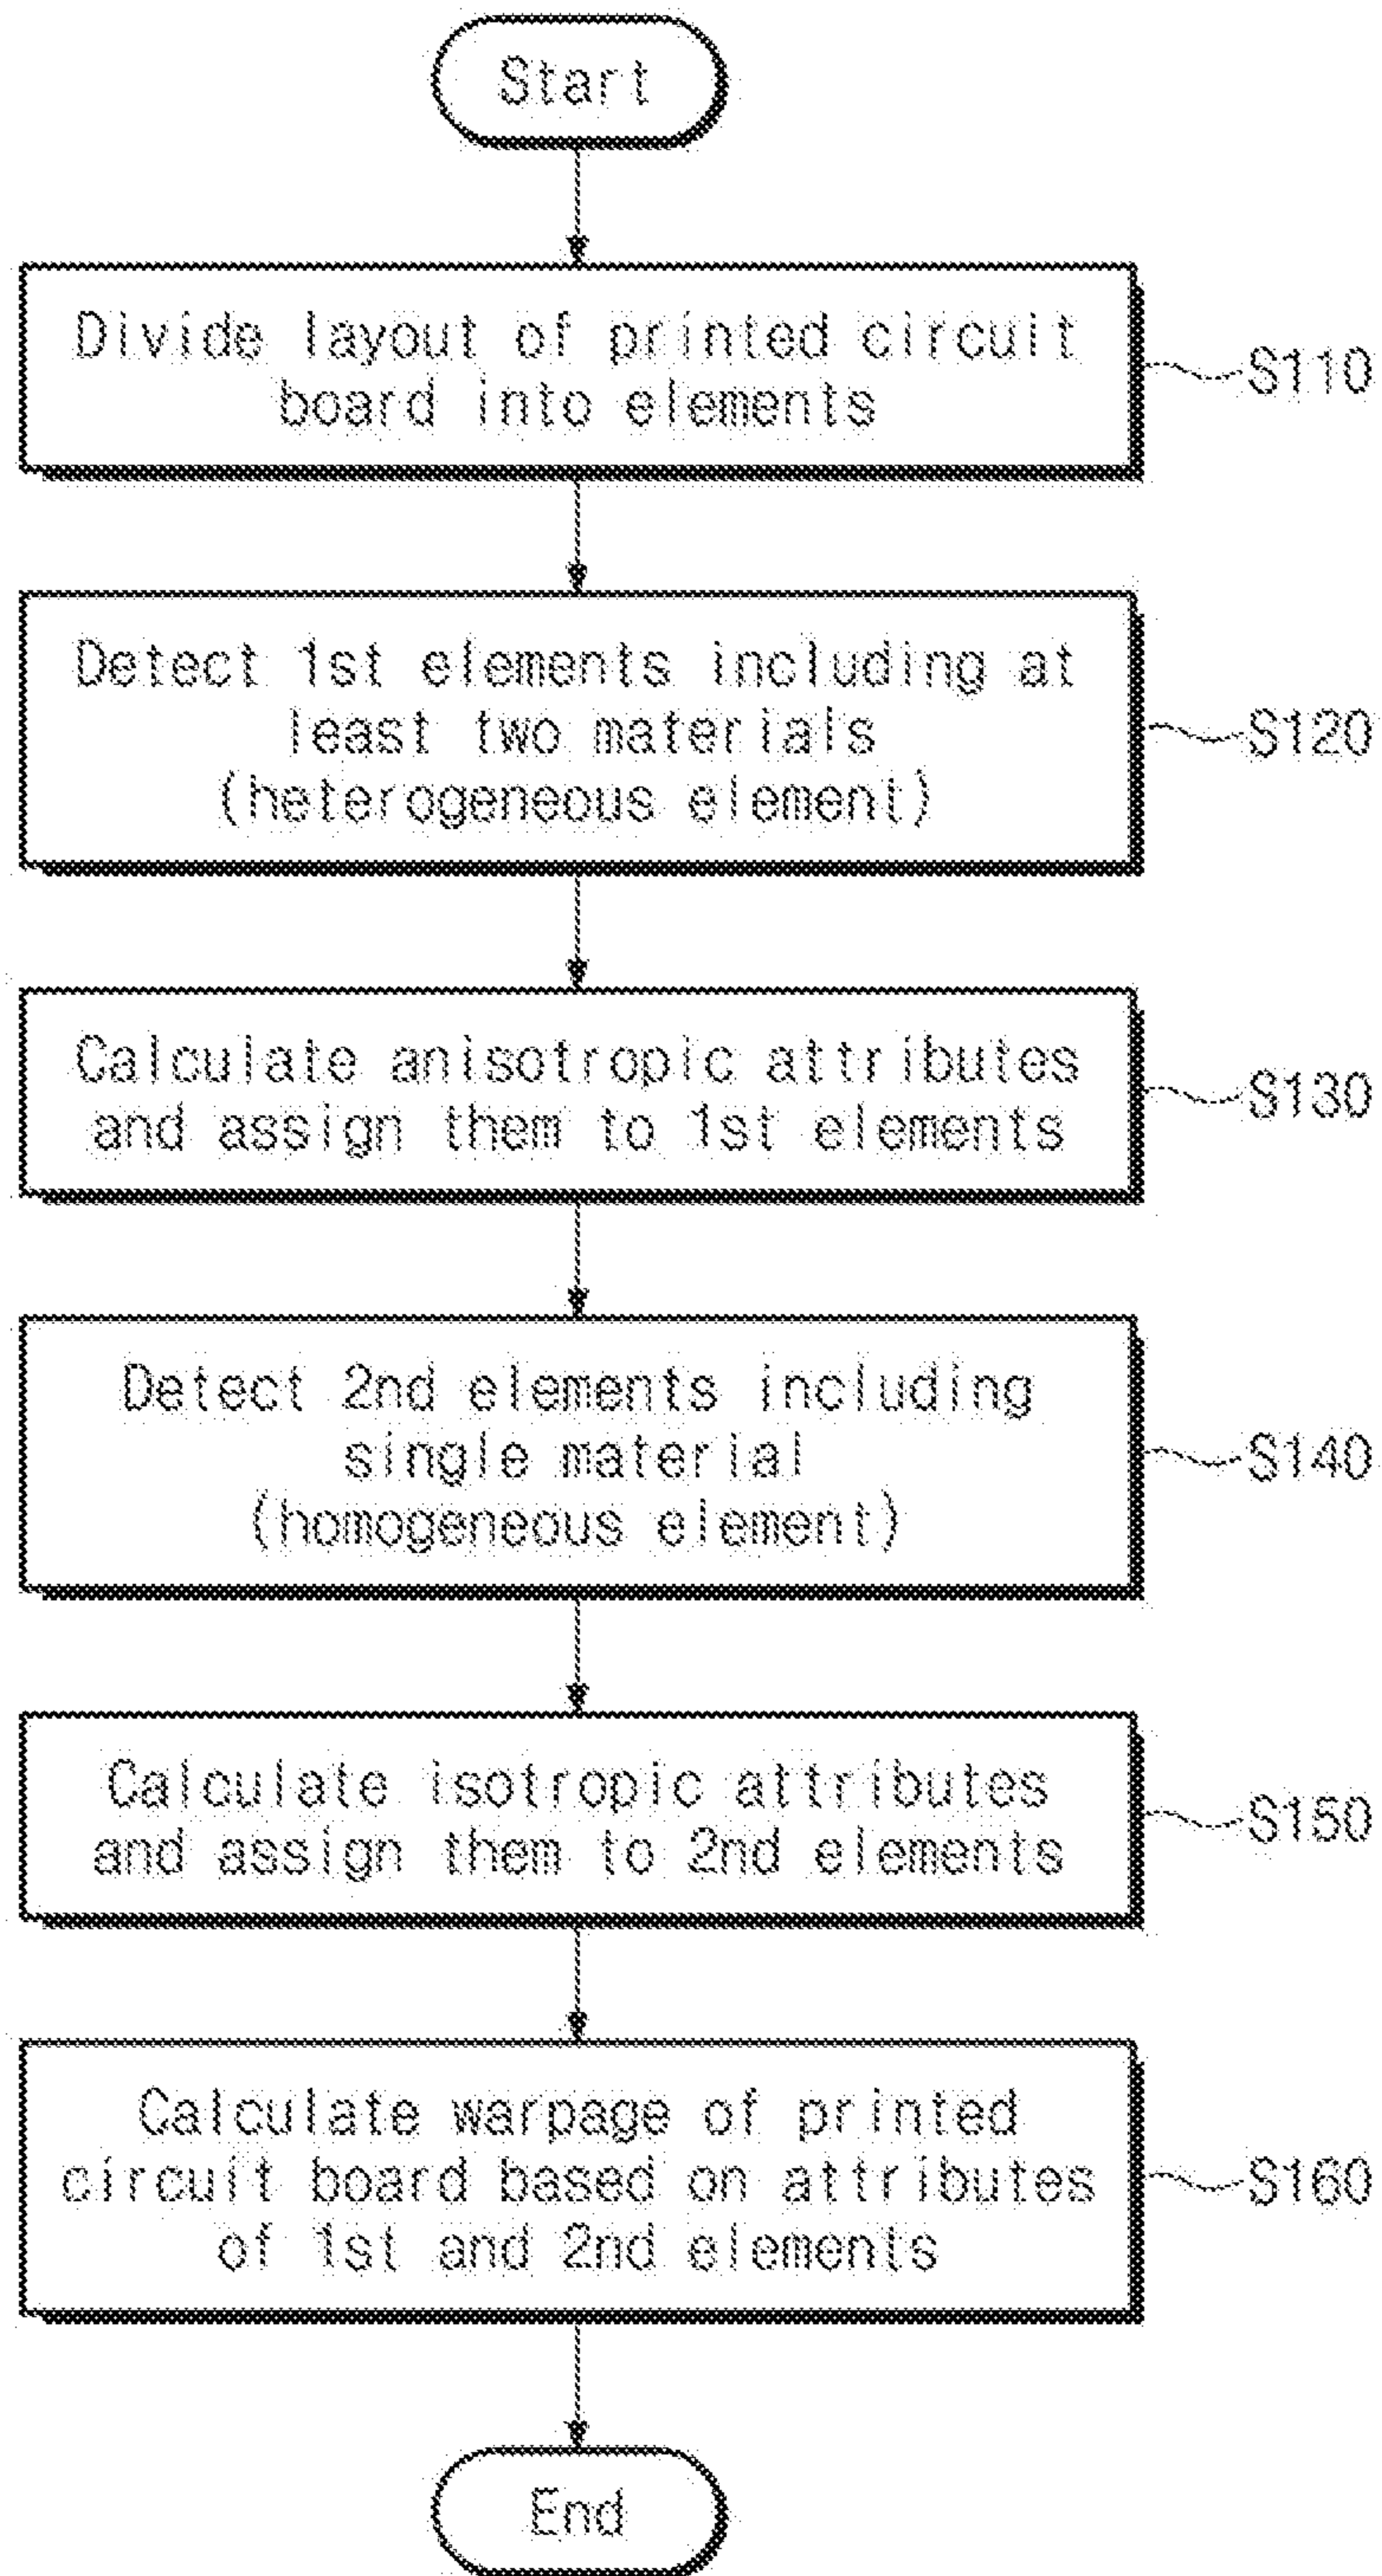 Start
Divide layout of printed circuit
board into elements
S110
Detect 1st elements including at
least two materials
(heterogeneous element)
S120
Calculate anisotropic attributes
and assign them to 1st elements
S130
Detect 2nd elements including
single material
(homogeneous element)
S140
Calculate isotropic attributes
and assign them to 2nd elements
S150
Calculate warpage of printed
circuit board based on attributes
of 1st and 2nd elements
S160
End